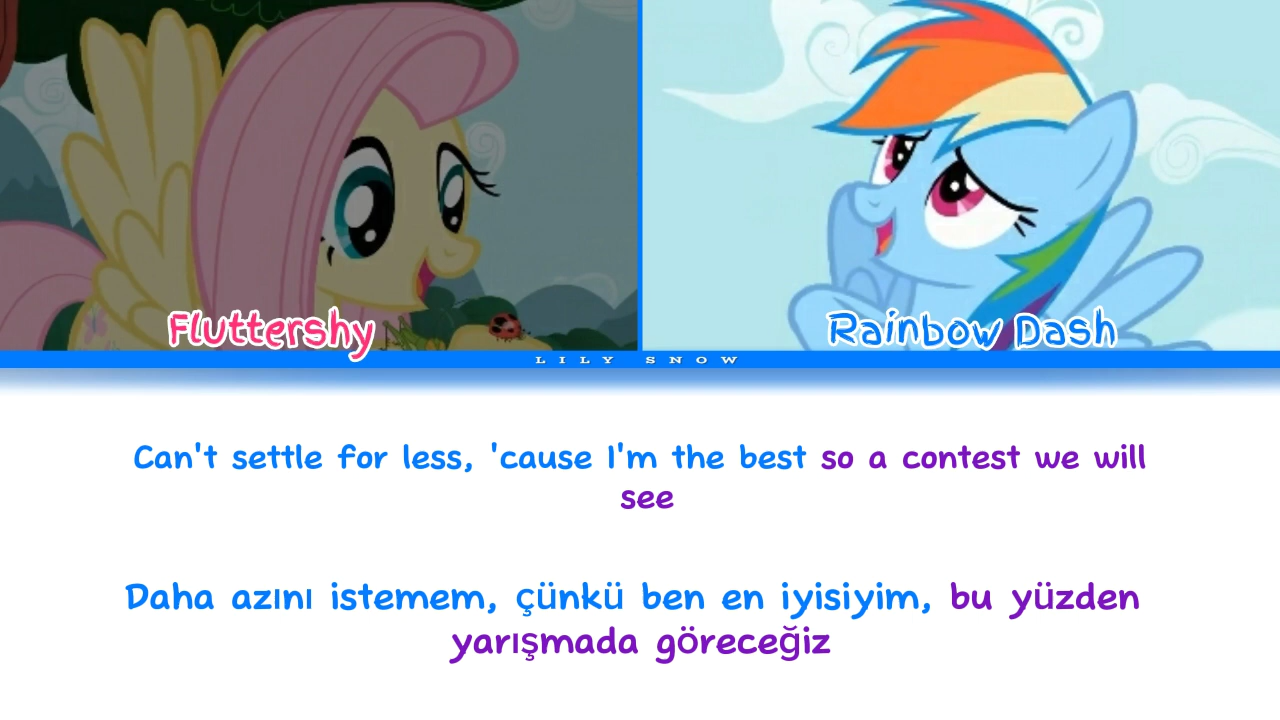 Fluttershy
Rainbow Dash
LILY SNOW
Can't settle for less, 'cause I'm the best so a contest we will
see
Daha azını istemem, çünkü ben en iyisiyim, bu yüzden
yarışmada göreceğiz